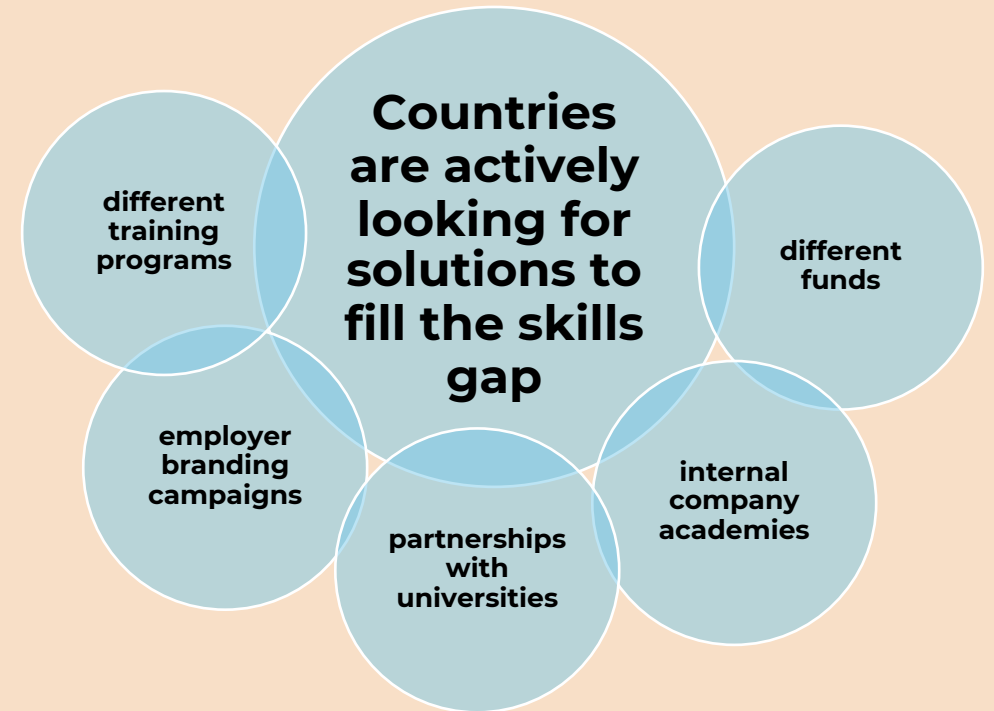 Countries
are actively
looking for
solutions to
fill the skills
gap
different
training
programs
employer
branding
campaigns
partnerships
with
universities
internal
company
academies
different
funds